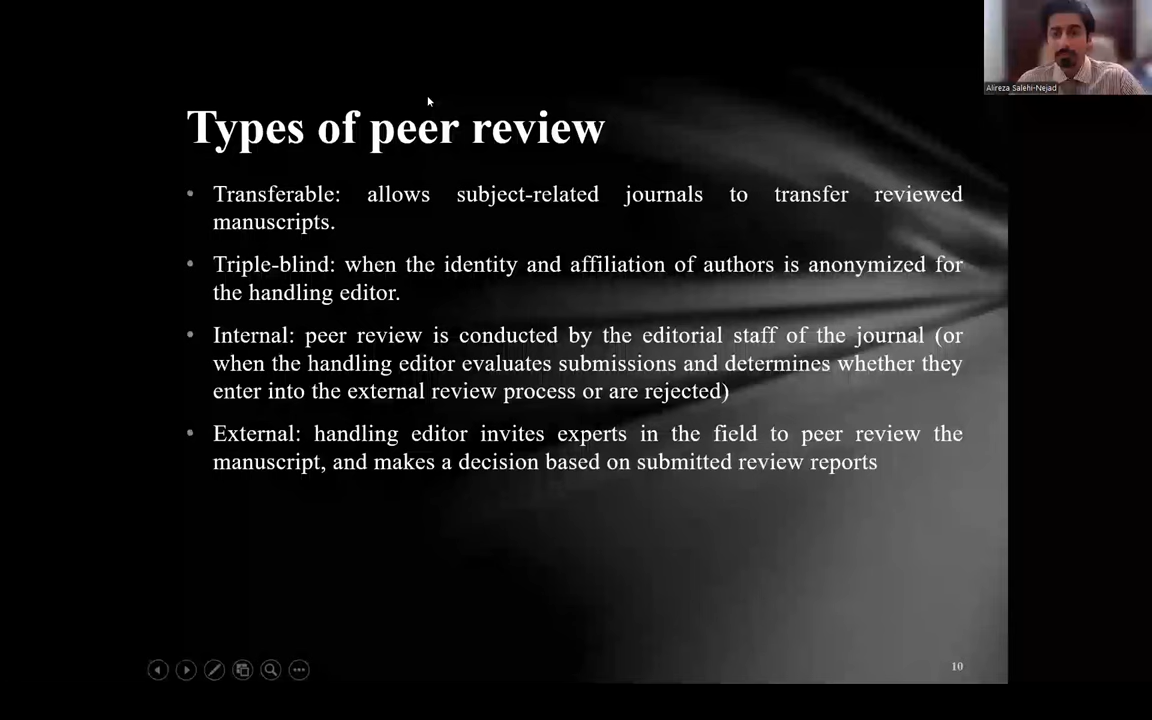 Alireza Salehi-Nejad
Types of peer review
• Transferable: allows subject-related journals to transfer reviewed
manuscripts.
• Triple-blind: when the identity and affiliation of authors is anonymized for
the handling editor.
• Internal: peer review is conducted by the editorial staff of the journal (or
when the handling editor evaluates submissions and determines whether they
enter into the external review process or are rejected)
• External: handling editor invites experts in the field to peer review the
manuscript, and makes a decision based on submitted review reports
10